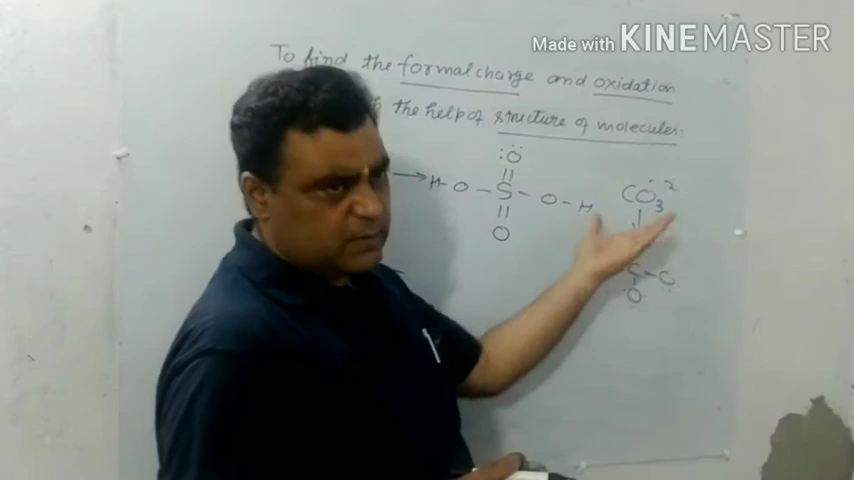 Made with KINEMASTER
To find the formal charge and oxidation
the help of structure of molecules.
:O:
H-O-S-O-H
O
CO3-2
C-O
O